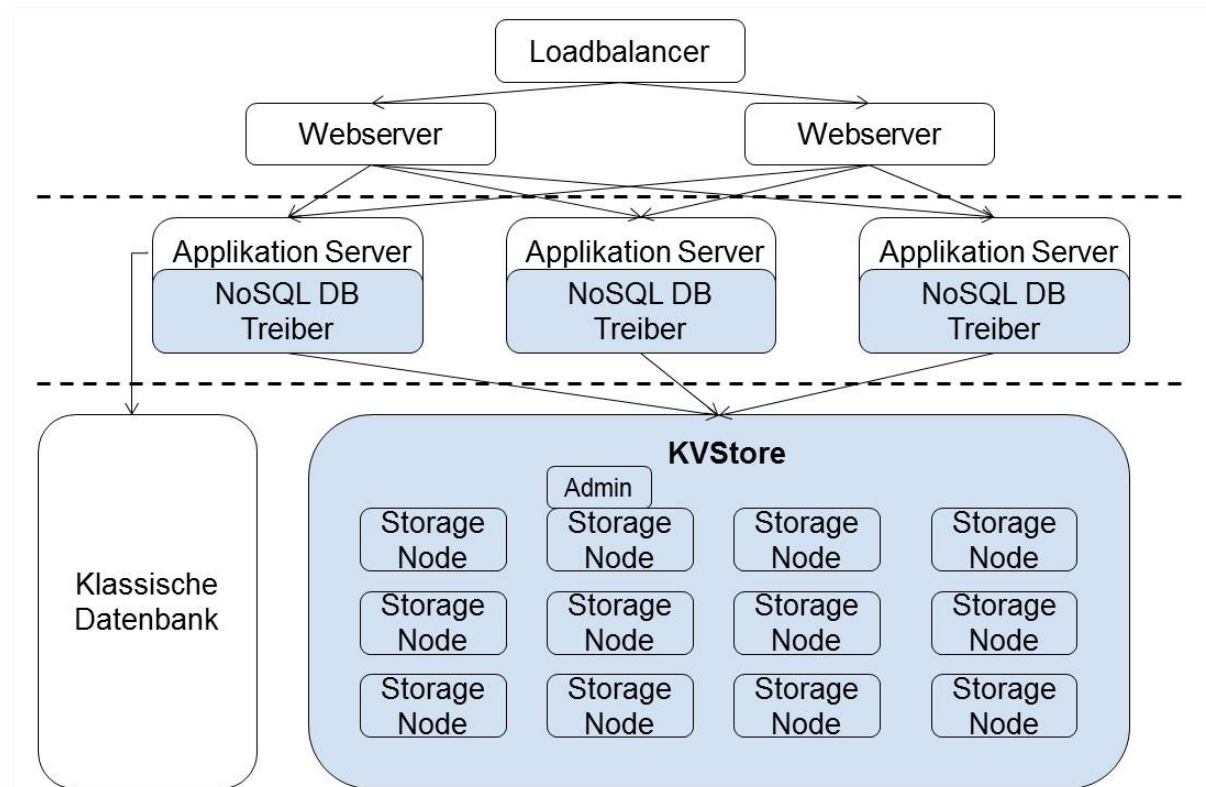 Loadbalancer
Webserver
Webserver
Applikation Server
Applikation Server
Applikation Server
NoSQL DB
Treiber
NoSQL DB
Treiber
NoSQL DB
Treiber
Klassische
Datenbank
KVStore
Admin
Storage
Node
Storage
Node
Storage
Node
Storage
Node
Storage
Node
Storage
Node
Storage
Node
Storage
Node
Storage
Node
Storage
Node
Storage
Node
Storage
Node